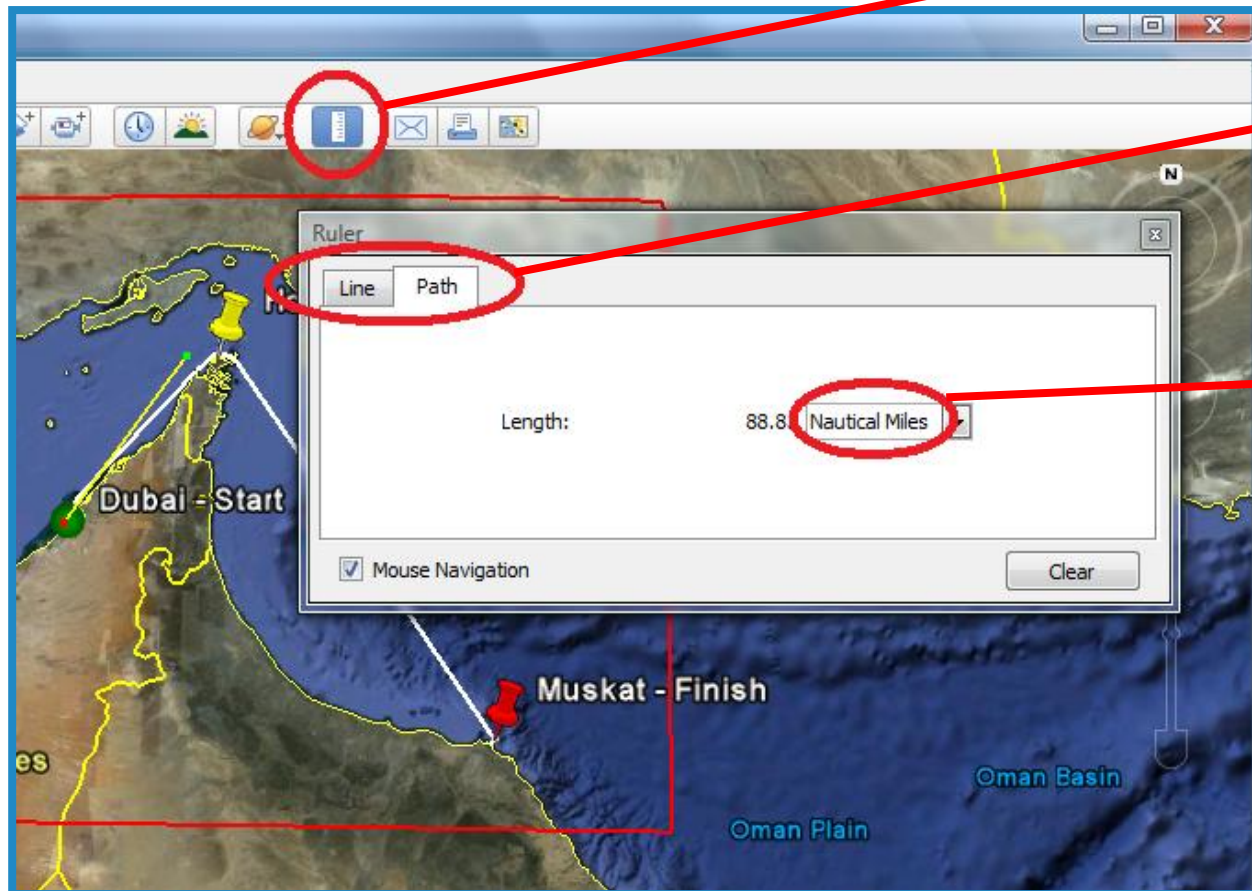 N
Ruler
Line Path
Length: 88.8 Nautical Miles
Dubai - Start
Mouse Navigation Clear
Muskat - Finish
es
Oman Basin
Oman Plain